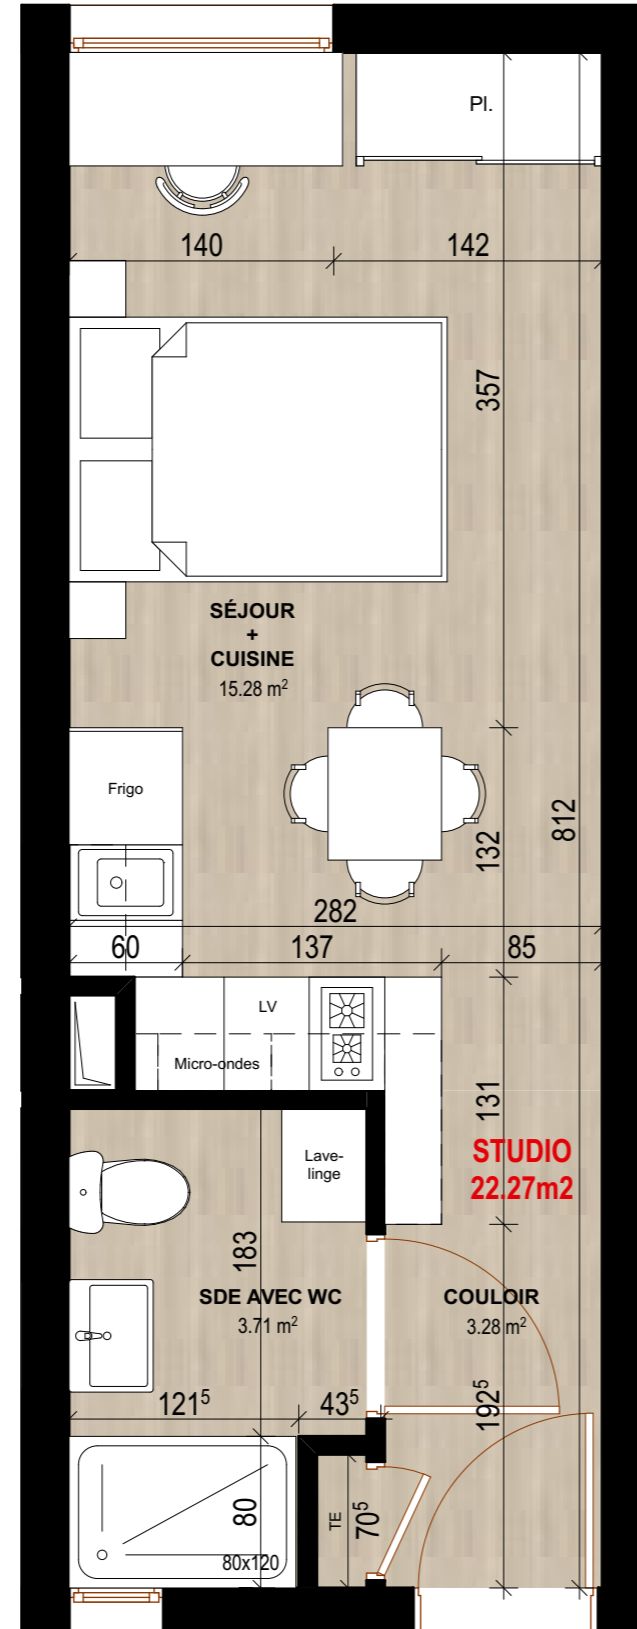 Pl.
140
142
357
SÉJOUR
+
CUISINE
15.28 m²
Frigo
132
812
282
60
137
85
LV
Micro-ondes
131
Lave-
linge
STUDIO
22.27m2
183
SDE AVEC WC
3.71 m²
COULOIR
3.28 m²
121⁵
43⁵
192⁵
80
TE
70⁵
80x120